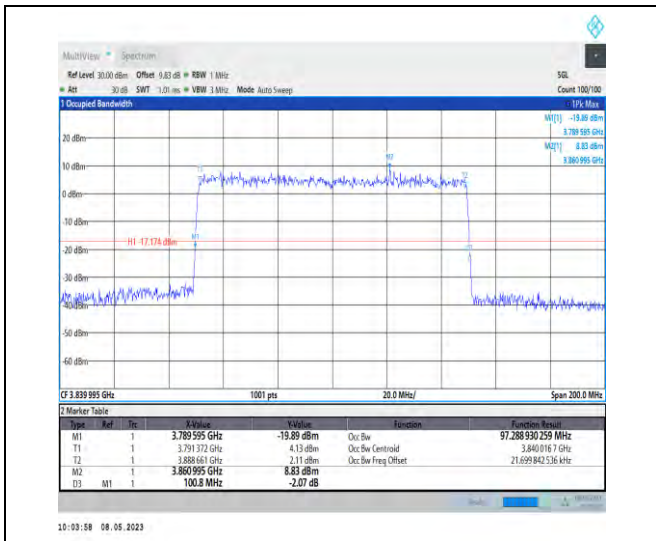 MultiView Spectrum
Ref Level 30.00 dBm Offset 9.83 dB RBW 1 MHz SGL
Att 30 dB SWT 1.01 ms VBW 3 MHz Mode Auto Sweep Count 100/100
1 Occupied Bandwidth 1Pk Max
M1[1] -19.89 dBm
3.789 595 GHz
M2[1] 8.83 dBm
3.860 995 GHz
20 dBm
M2
10 dBm
T1
T2
0 dBm
-10 dBm
M1
H1 -17.174 dBm
-20 dBm
-30 dBm
-40 dBm
-50 dBm
-60 dBm
CF 3.839 995 GHz 1001 pts 20.0 MHz/ Span 200.0 MHz
2 Marker Table
Type Ref Trc X-Value Y-Value Function Function Result
M1 1 3.789 595 GHz -19.89 dBm Occ Bw 97.288 930 259 MHz
T1 1 3.791 372 GHz 4.13 dBm Occ Bw Centroid 3.840 016 7 GHz
T2 1 3.888 661 GHz 2.11 dBm Occ Bw Freq Offset 21.699 842 536 kHz
M2 1 3.860 995 GHz 8.83 dBm
D3 M1 1 100.8 MHz -2.07 dB
10:03:58 08.05.2023